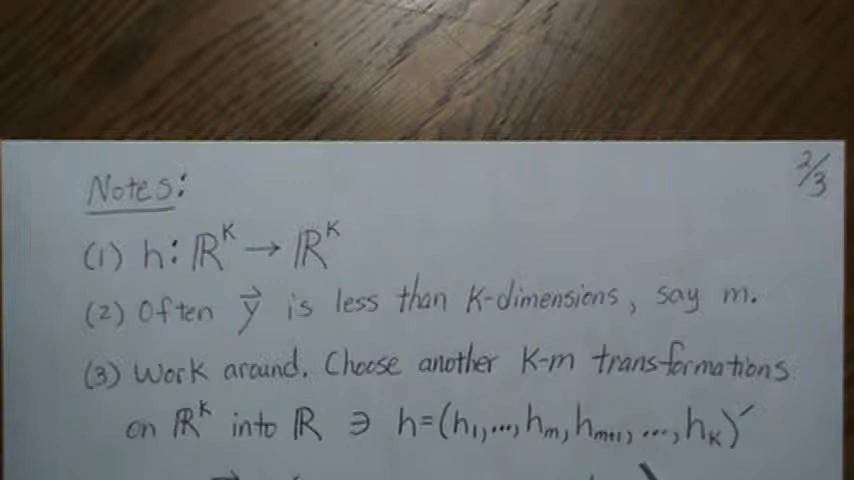 2/3
Notes:
(1) h: ℝᴷ → ℝᴷ
(2) Often y⃗ is less than K-dimensions, say m.
(3) Work around. Choose another K-m transformations
on ℝᴷ into ℝ ∋ h=(h₁,...,hₘ,hₘ₊₁,...,h_K)′